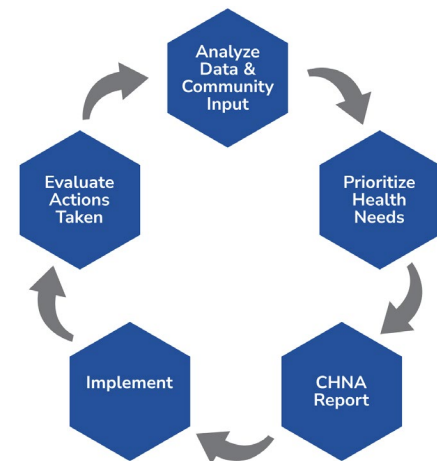 Analyze
Data &
Community
Input
Prioritize
Health
Needs
CHNA
Report
Implement
Evaluate
Actions
Taken